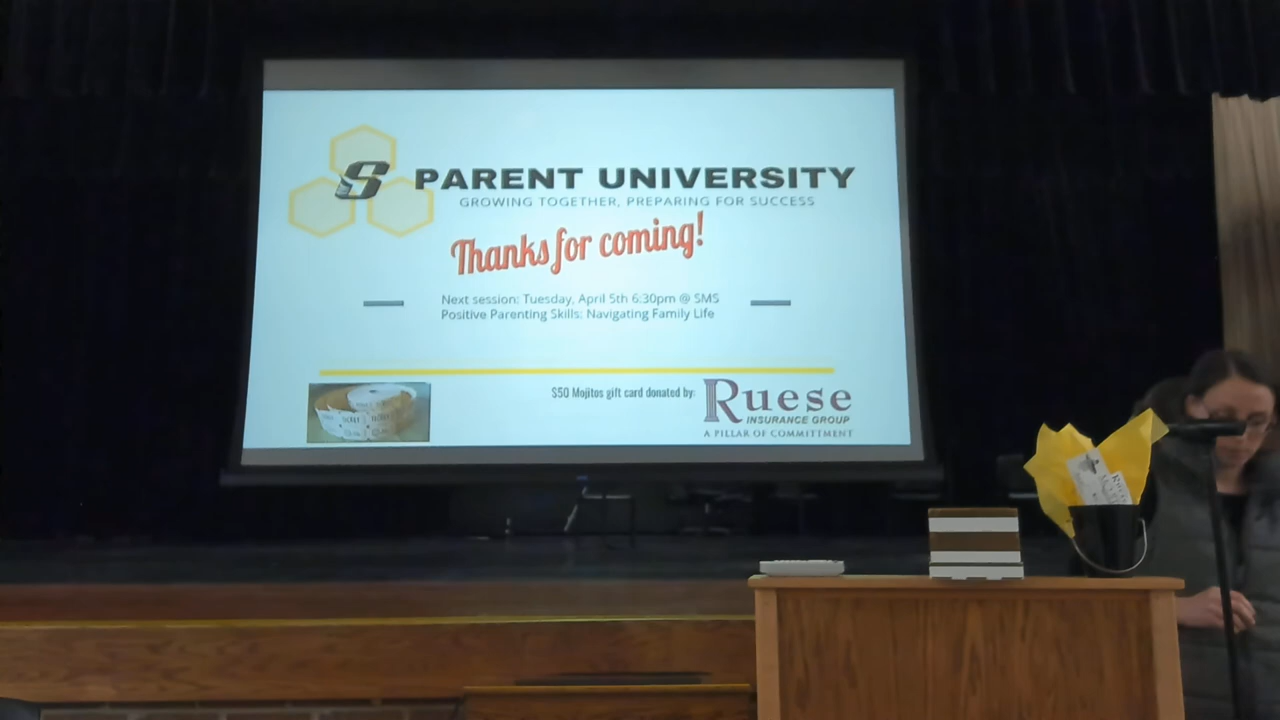 S PARENT UNIVERSITY
GROWING TOGETHER, PREPARING FOR SUCCESS
Thanks for coming!
Next session: Tuesday, April 5th 6:30pm @ SMS
Positive Parenting Skills: Navigating Family Life
$50 Mojitos gift card donated by:
Ruese
INSURANCE GROUP
A PILLAR OF COMMITTMENT
TICKET